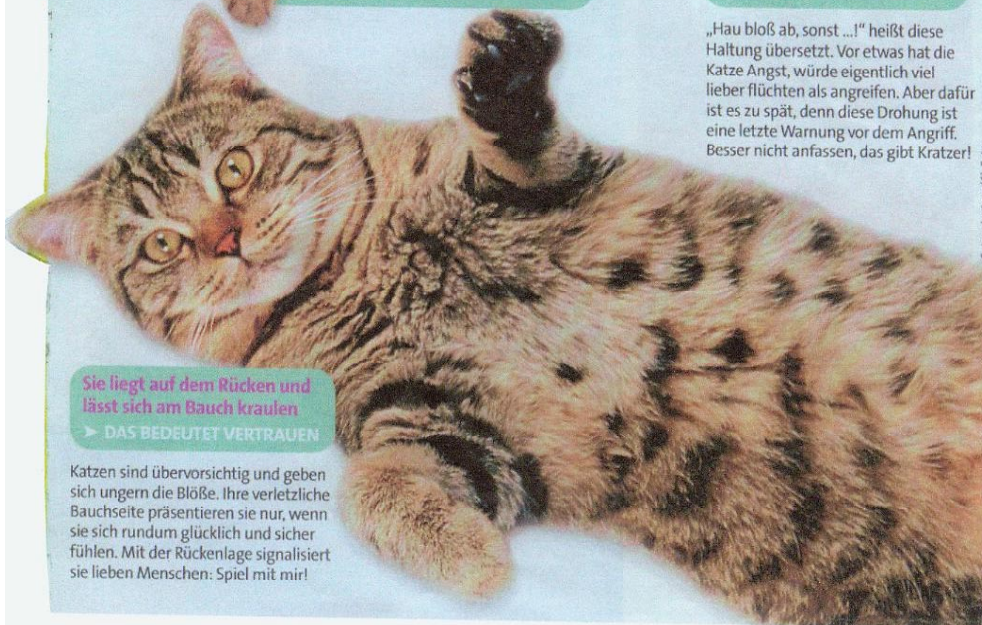 „Hau bloß ab, sonst ...!" heißt diese
Haltung übersetzt. Vor etwas hat die
Katze Angst, würde eigentlich viel
lieber flüchten als angreifen. Aber dafür
ist es zu spät, denn diese Drohung ist
eine letzte Warnung vor dem Angriff.
Besser nicht anfassen, das gibt Kratzer!
Sie liegt auf dem Rücken und
lässt sich am Bauch kraulen
➤ DAS BEDEUTET VERTRAUEN
Katzen sind übervorsichtig und geben
sich ungern die Blöße. Ihre verletzliche
Bauchseite präsentieren sie nur, wenn
sie sich rundum glücklich und sicher
fühlen. Mit der Rückenlage signalisiert
sie lieben Menschen: Spiel mit mir!